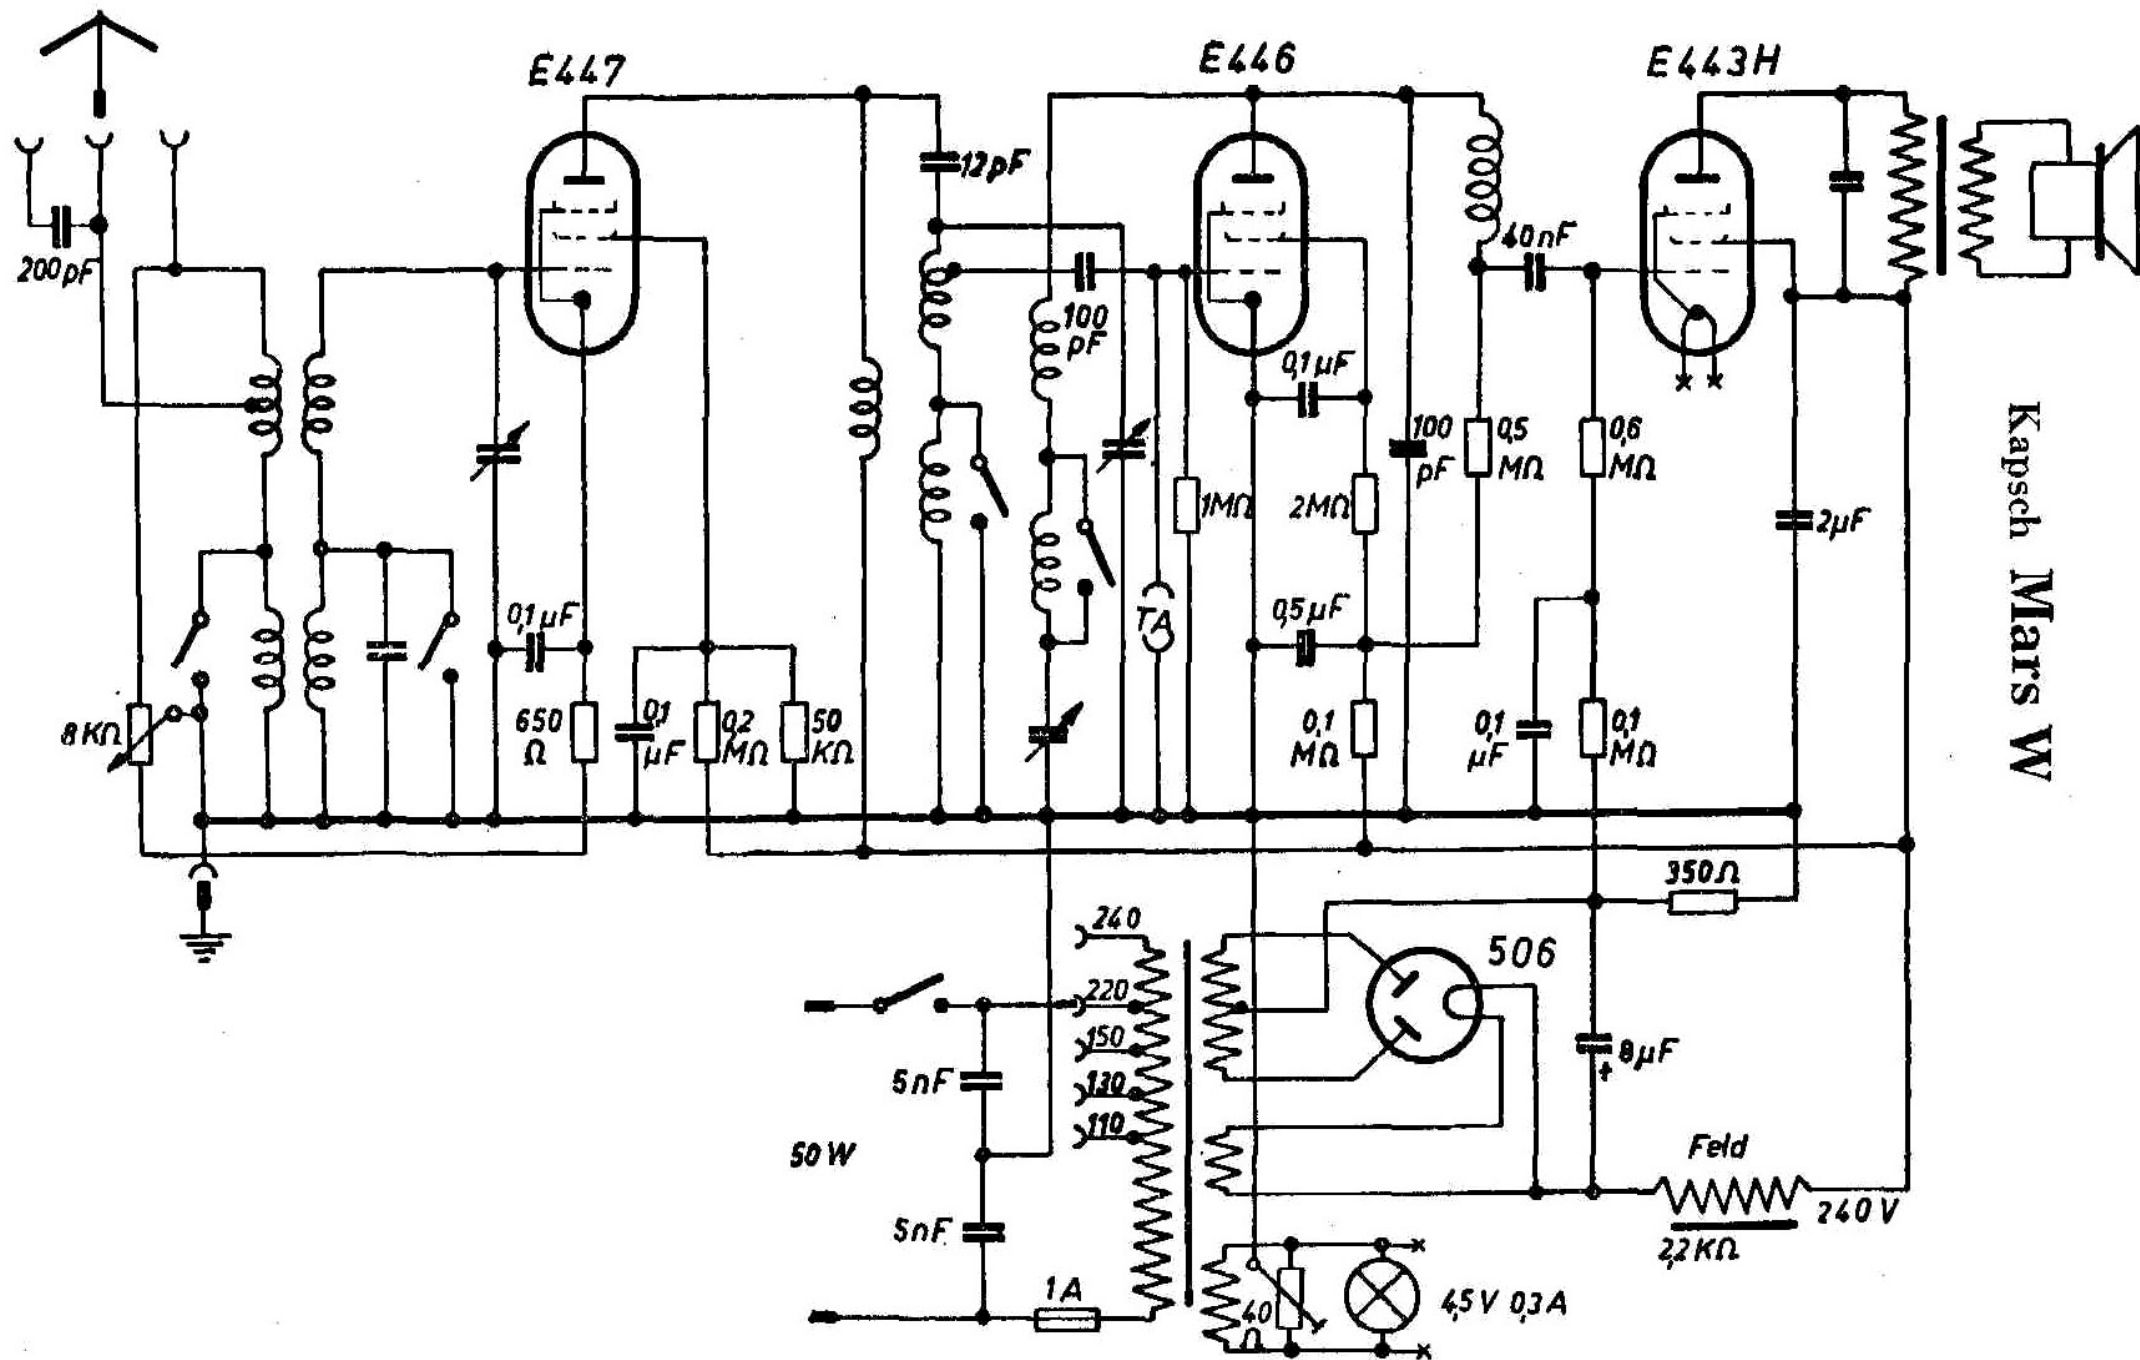 E447
E446
E443H
12pF
200pF
40nF
100
pF
0,1µF
100
pF
0,5
MΩ
0,6
MΩ
1MΩ
2MΩ
2µF
Kapsch Mars W
0,1µF
0,5µF
TA
8KΩ
650
Ω
0,1
µF
0,2
MΩ
50
KΩ
0,1
MΩ
0,1
µF
0,1
MΩ
350Ω
240
506
220
150
8µF
+
5nF
130
110
50W
Feld
240V
5nF
2,2KΩ
1A
40
Ω
4,5V 0,3A